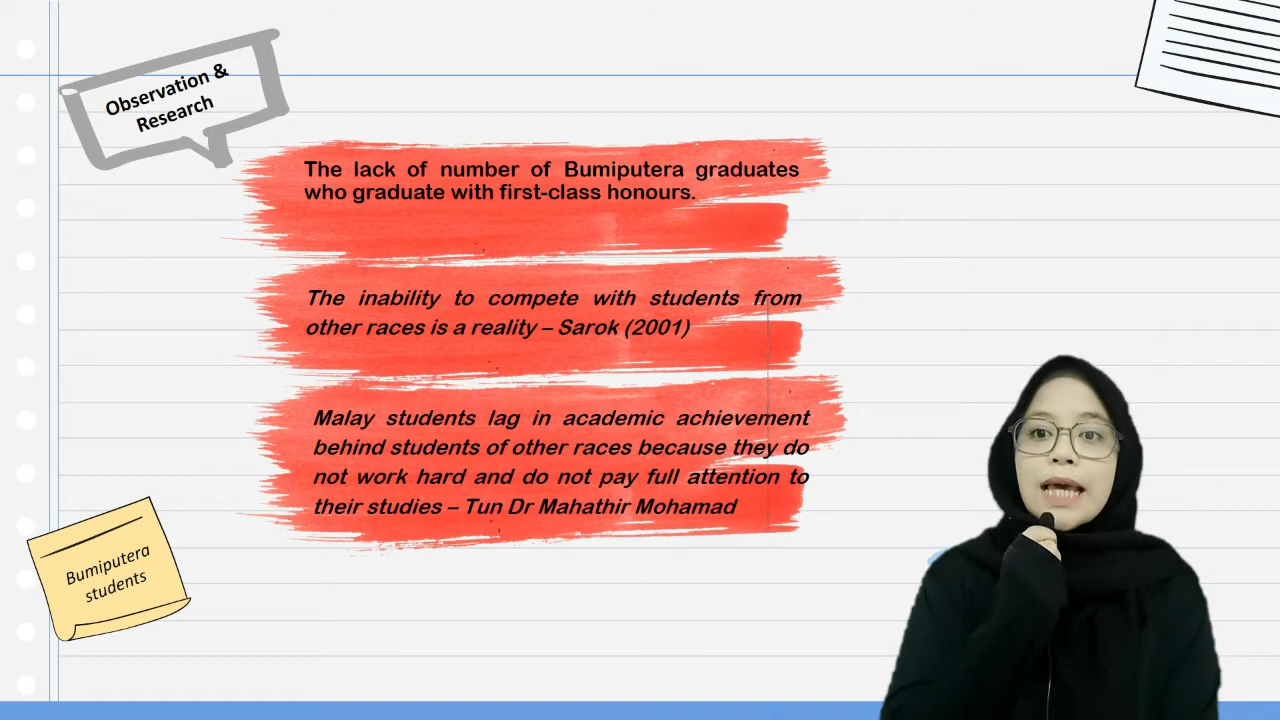 Observation &
Research
The lack of number of Bumiputera graduates
who graduate with first-class honours.
The inability to compete with students from
other races is a reality – Sarok (2001)
Malay students lag in academic achievement
behind students of other races because they do
not work hard and do not pay full attention to
their studies – Tun Dr Mahathir Mohamad
Bumiputera
students